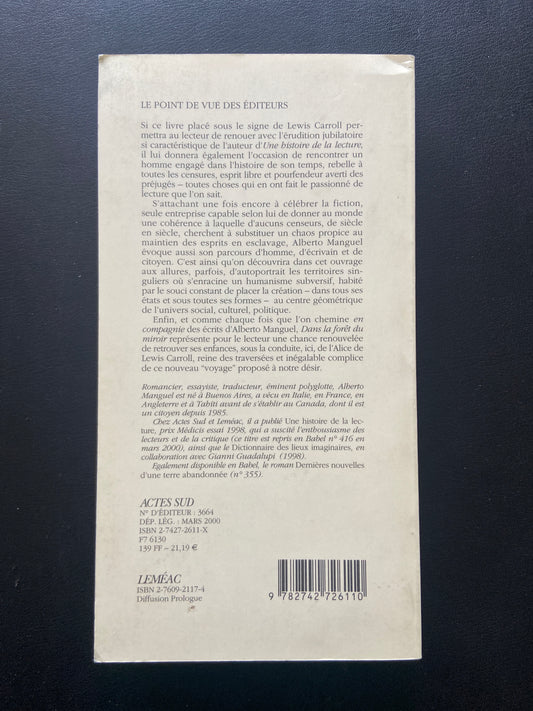 LE POINT DE VUE DES ÉDITEURS
Si ce livre placé sous le signe de Lewis Carroll per-
mettra au lecteur de renouer avec l'érudition jubilatoire
si caractéristique de l'auteur d'Une histoire de la lecture,
il lui donnera également l'occasion de rencontrer un
homme engagé dans l'histoire de son temps, rebelle à
toutes les censures, esprit libre et pourfendeur averti des
préjugés – toutes choses qui en ont fait le passionné de
lecture que l'on sait.
S'attachant une fois encore à célébrer la fiction,
seule entreprise capable selon lui de donner au monde
une cohérence à laquelle d'aucuns censeurs, de siècle
en siècle, cherchent à substituer un chaos propice au
maintien des esprits en esclavage, Alberto Manguel
évoque aussi son parcours d'homme, d'écrivain et de
citoyen. C'est ainsi qu'on découvrira dans cet ouvrage
aux allures, parfois, d'autoportrait les territoires sin-
guliers où s'enracine un humanisme subversif, habité
par le souci constant de placer la création – dans tous ses
états et sous toutes ses formes – au centre géométrique
de l'univers social, culturel, politique.
Enfin, et comme chaque fois que l'on chemine en
compagnie des écrits d'Alberto Manguel, Dans la forêt du
miroir représente pour le lecteur une chance renouvelée
de retrouver ses enfances, sous la conduite, ici, de l'Alice de
Lewis Carroll, reine des traversées et inégalable complice
de ce nouveau "voyage" proposé à notre désir.
Romancier, essayiste, traducteur, éminent polyglotte, Alberto
Manguel est né à Buenos Aires, a vécu en Italie, en France, en
Angleterre et à Tahiti avant de s'établir au Canada, dont il est
un citoyen depuis 1985.
Chez Actes Sud et Leméac, il a publié Une histoire de la lec-
ture, prix Médicis essai 1998, qui a suscité l'enthousiasme des
lecteurs et de la critique (ce titre est repris en Babel n° 416 en
mars 2000), ainsi que le Dictionnaire des lieux imaginaires, en
collaboration avec Gianni Guadalupi (1998).
Egalement disponible en Babel, le roman Dernières nouvelles
d'une terre abandonnée (n° 355).
ACTES SUD
N° D'ÉDITEUR : 3664
DÉP. LÉG. : MARS 2000
ISBN 2-7427-2611-X
F7 6130
139 FF – 21,19 €
LEMÉAC
ISBN 2-7609-2117-4
Diffusion Prologue
9 782742 726110